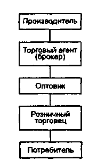 Производитель
Торговый агент
(брокер)
Оптовик
Розничный
торговец
Потребитель